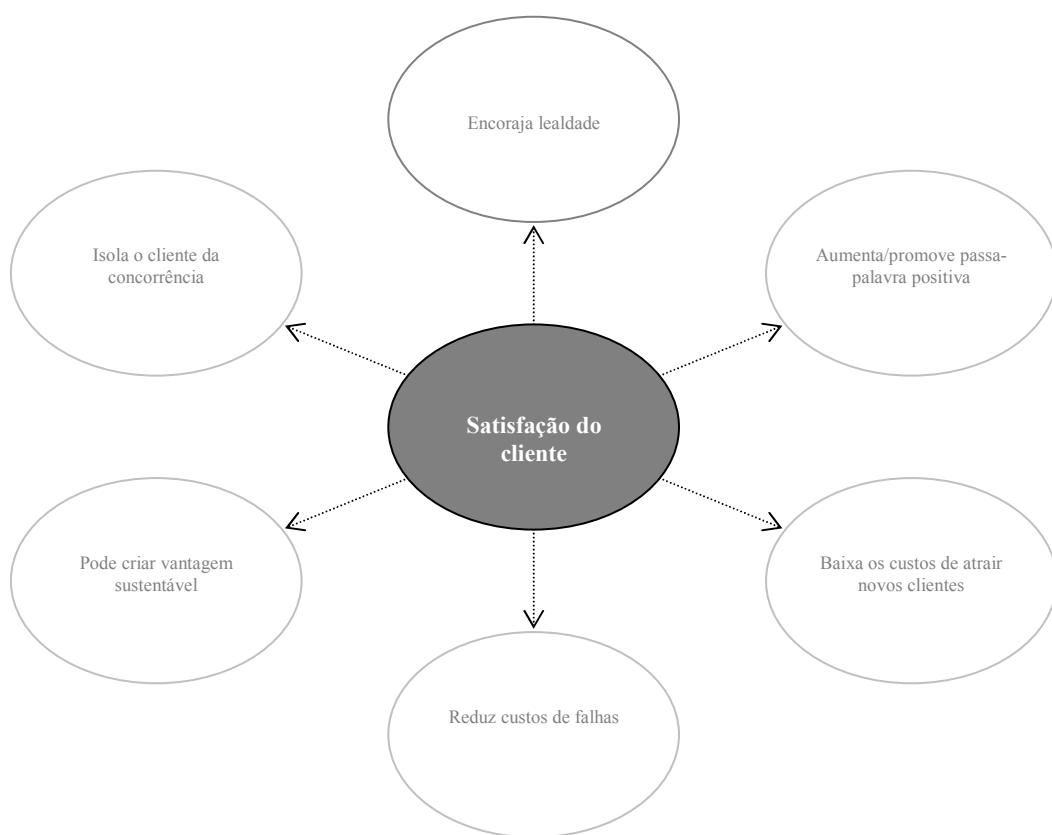 Encoraja lealdade
Isola o cliente da
concorrência
Aumenta/promove passa-
palavra positiva
Satisfação do
cliente
Pode criar vantagem
sustentável
Baixa os custos de atrair
novos clientes
Reduz custos de falhas